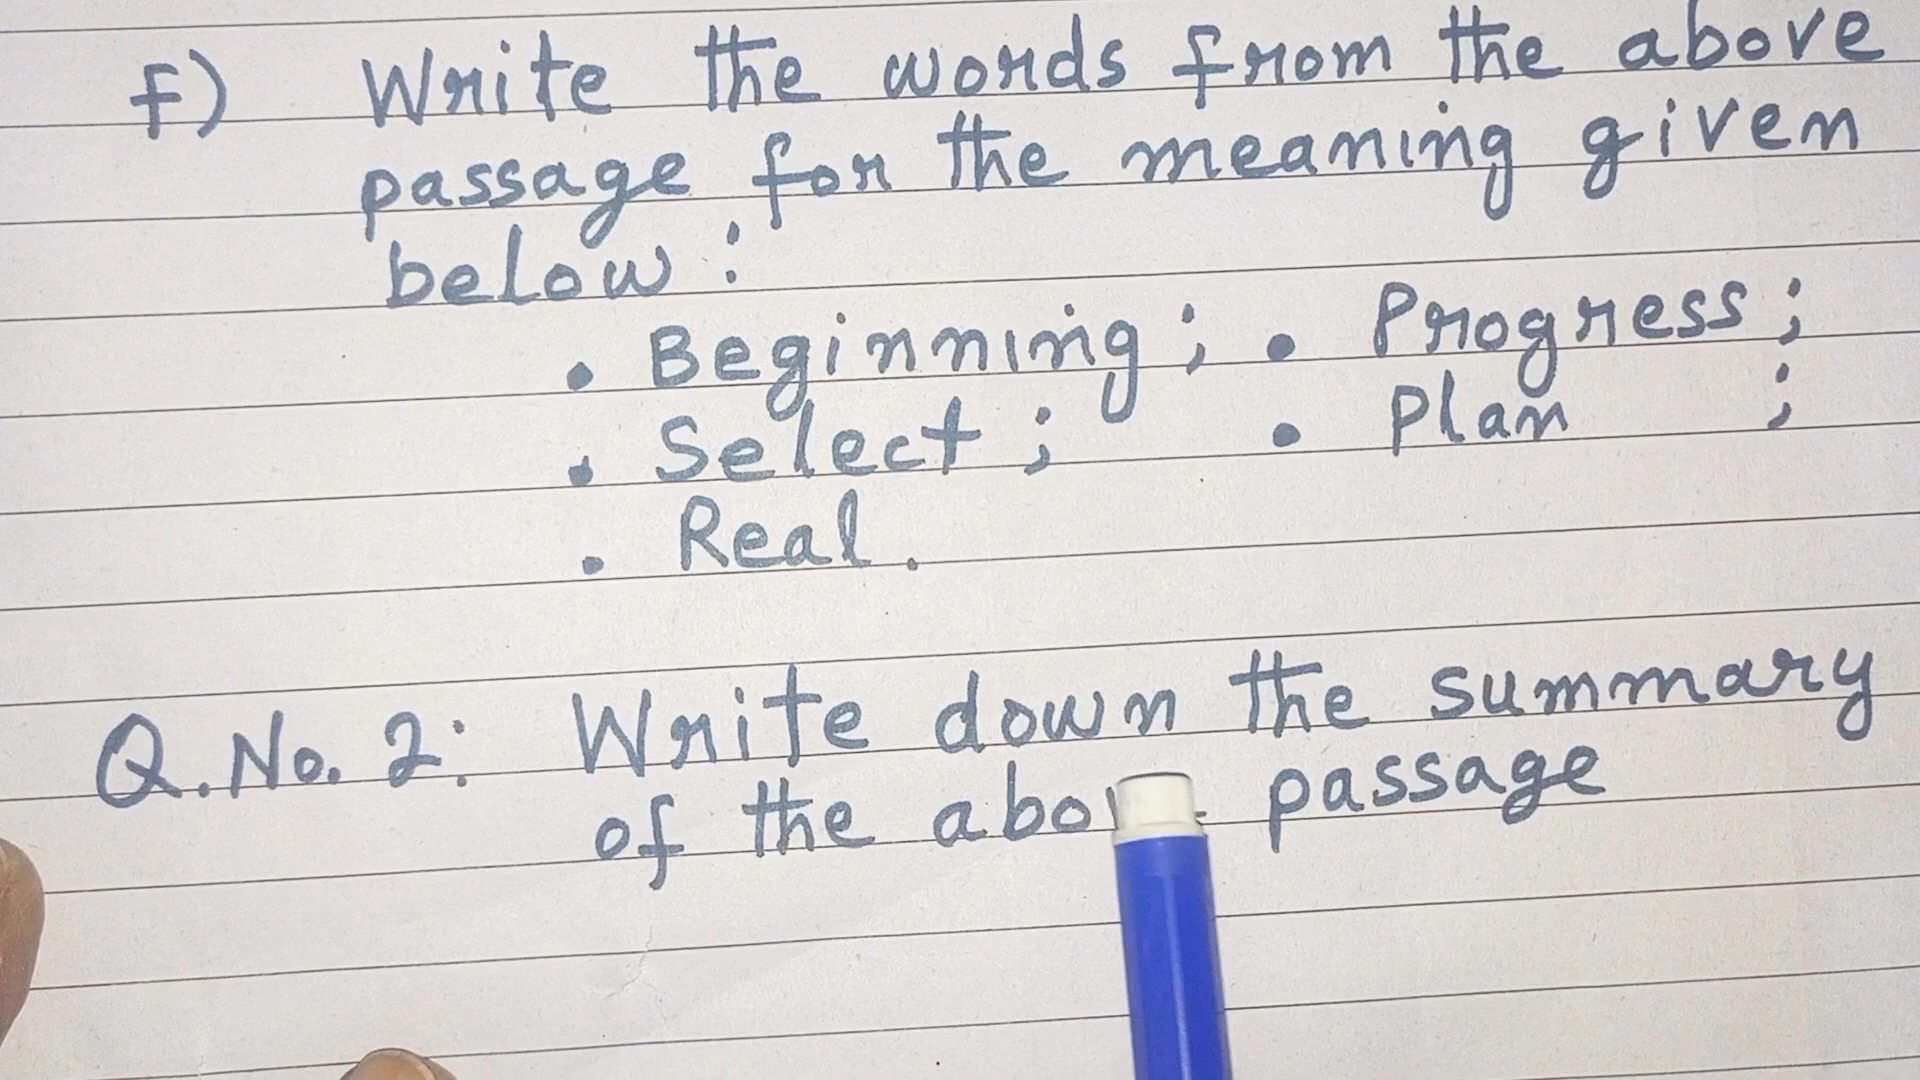 f) Write the words from the above
passage for the meaning given
below :
• Beginning ; • Progress ;
• Select ; • Plan ;
• Real .
Q. No. 2: Write down the summary
of the passage